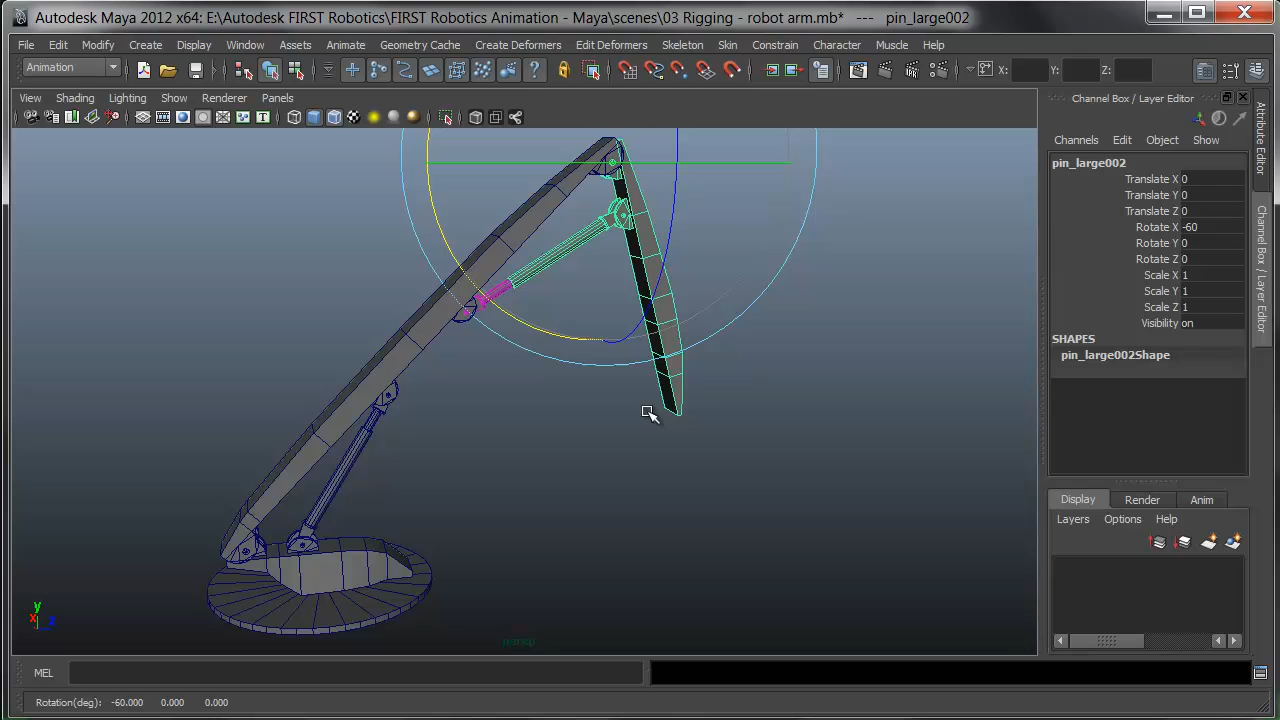 Autodesk Maya 2012 x64: E:\Autodesk FIRST Robotics\FIRST Robotics Animation - Maya\scenes\03 Rigging - robot arm.mb* --- pin_large002
File Edit Modify Create Display Window Assets Animate Geometry Cache Create Deformers Edit Deformers Skeleton Skin Constrain Character Muscle Help
Animation X: Y: Z:
View Shading Lighting Show Renderer Panels
Channel Box / Layer Editor
Channels Edit Object Show
pin_large002
Translate X 0
Translate Y 0
Translate Z 0
Rotate X -60
Rotate Y 0
Rotate Z 0
Scale X 1
Scale Y 1
Scale Z 1
Visibility on
SHAPES
pin_large002Shape
Attribute Editor
Channel Box / Layer Editor
Display Render Anim
Layers Options Help
y
x
z
persp
MEL
Rotation(deg): -60.000 0.000 0.000